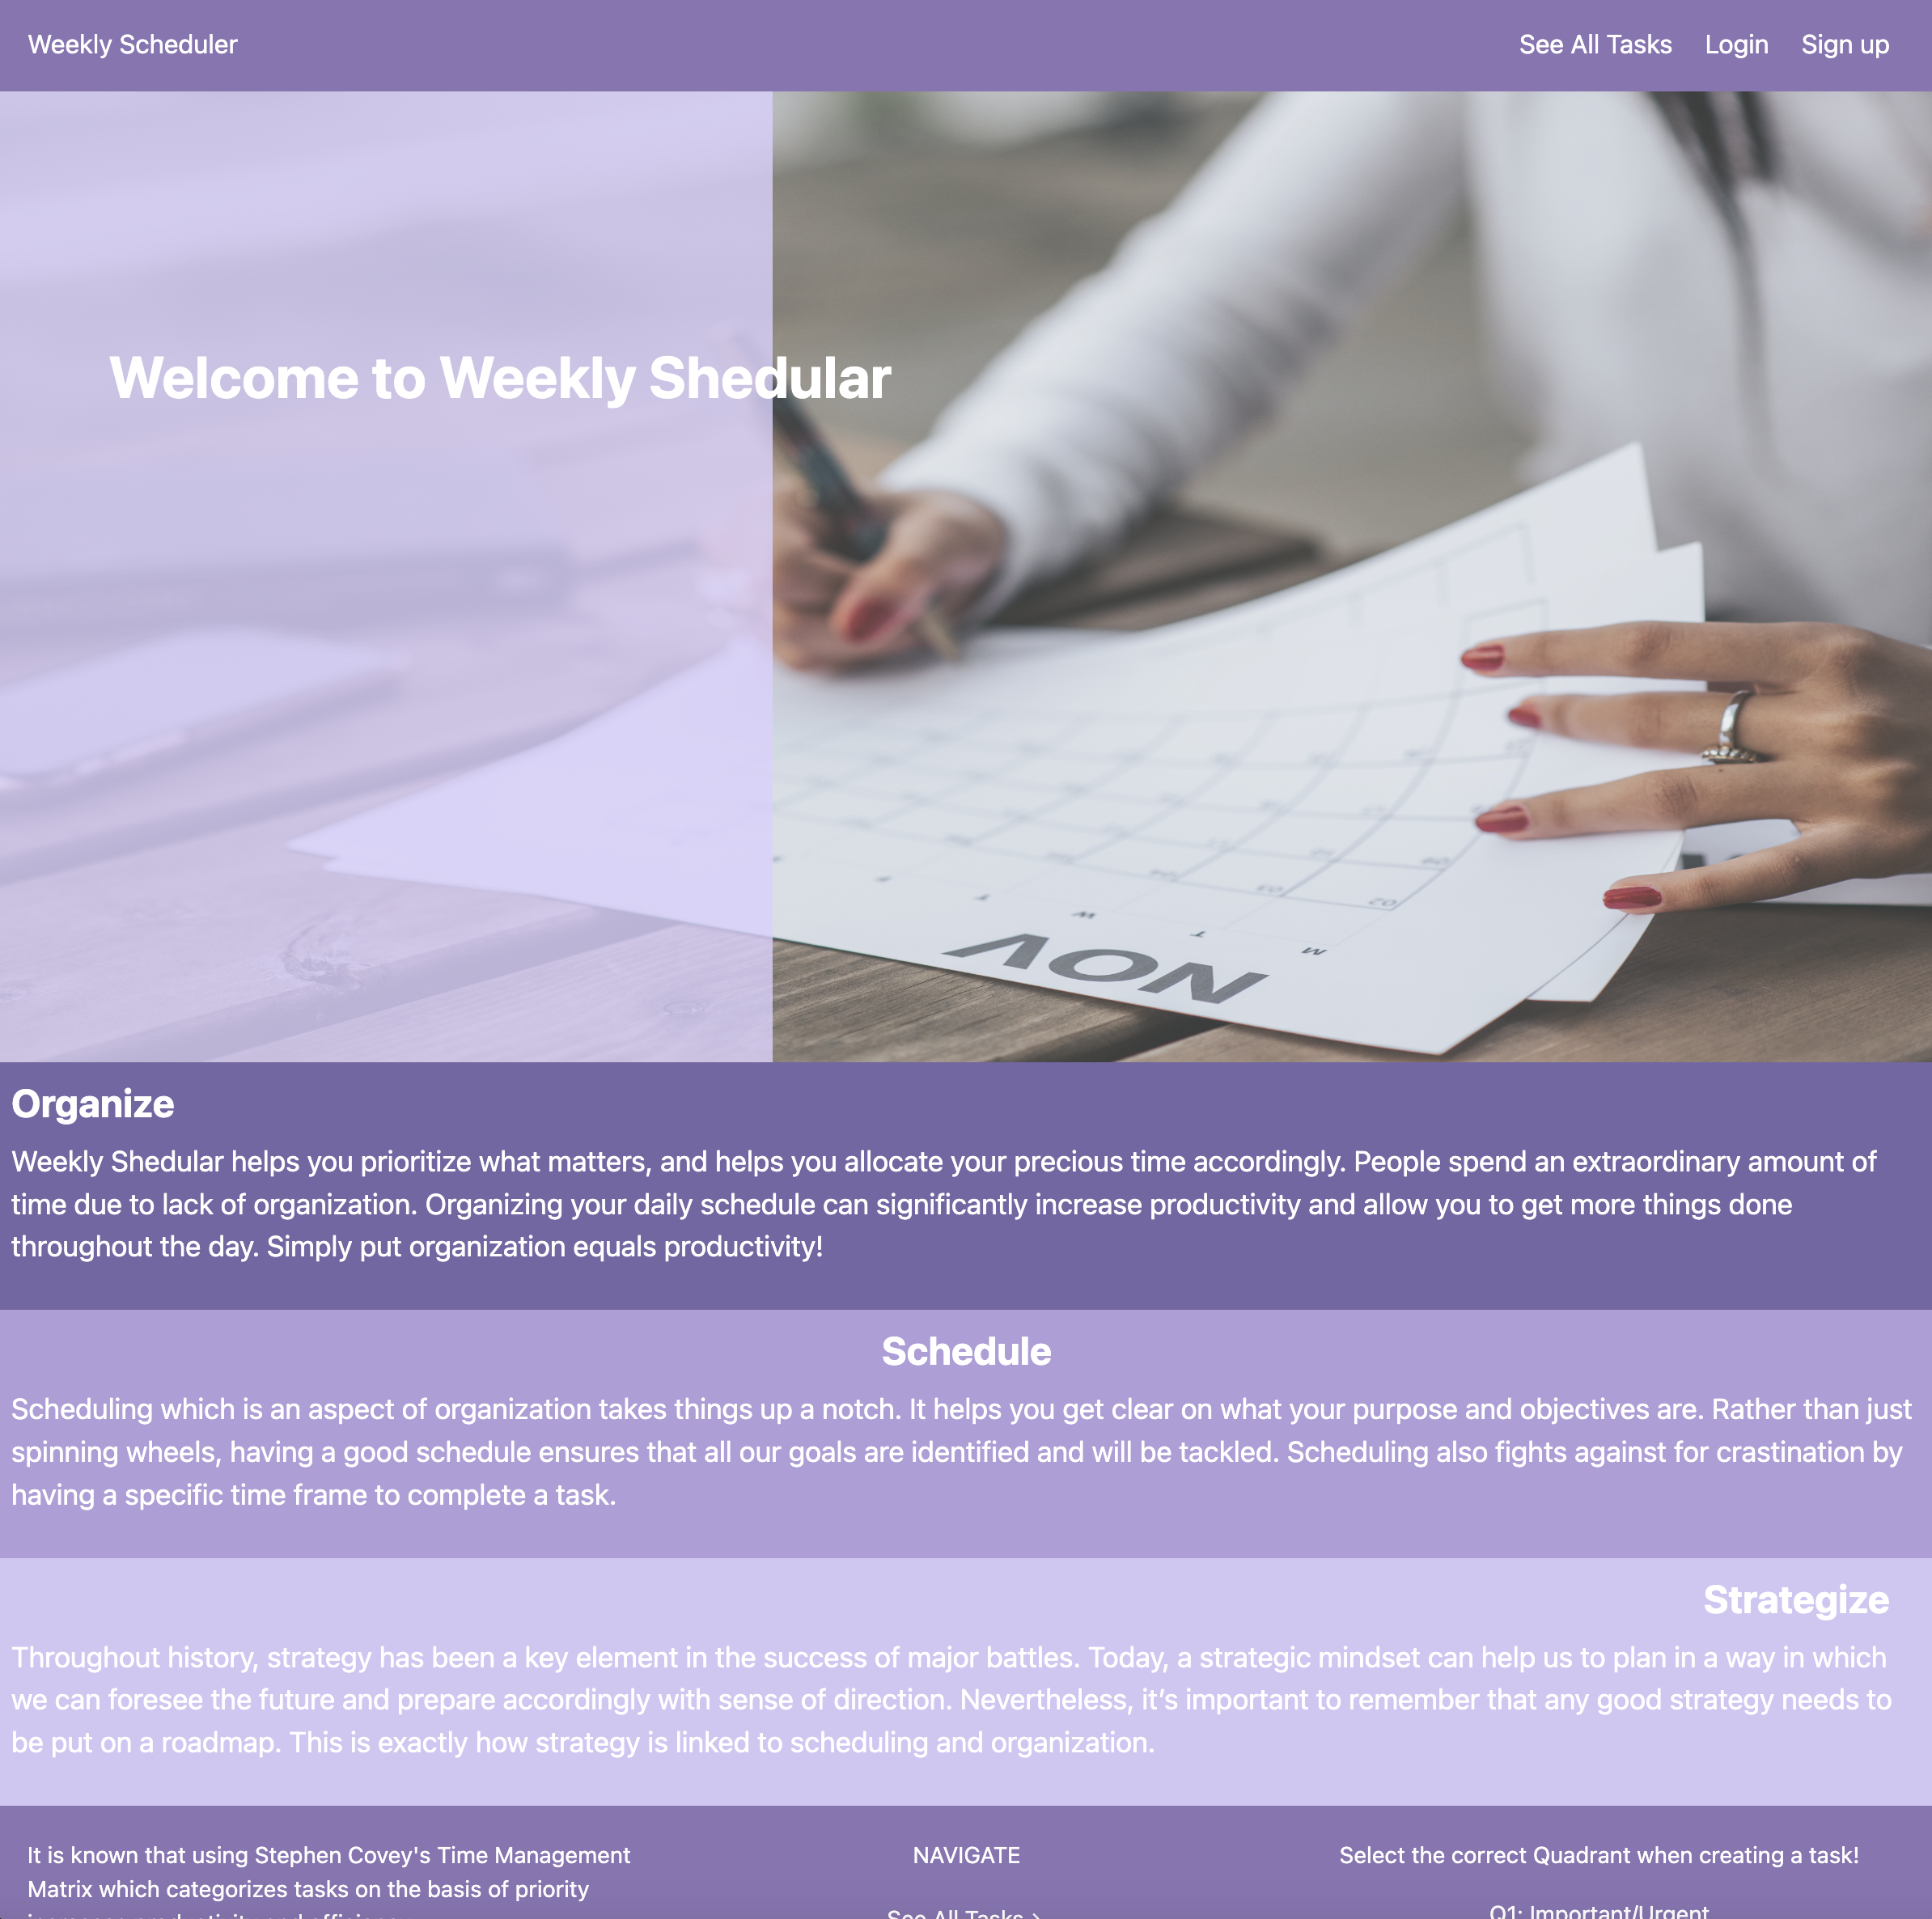 Weekly Scheduler
See All Tasks Login Sign up
Welcome to Weekly Shedular
NOV
Organize
Weekly Shedular helps you prioritize what matters, and helps you allocate your precious time accordingly. People spend an extraordinary amount of
time due to lack of organization. Organizing your daily schedule can significantly increase productivity and allow you to get more things done
throughout the day. Simply put organization equals productivity!
Schedule
Scheduling which is an aspect of organization takes things up a notch. It helps you get clear on what your purpose and objectives are. Rather than just
spinning wheels, having a good schedule ensures that all our goals are identified and will be tackled. Scheduling also fights against for crastination by
having a specific time frame to complete a task.
Strategize
Throughout history, strategy has been a key element in the success of major battles. Today, a strategic mindset can help us to plan in a way in which
we can foresee the future and prepare accordingly with sense of direction. Nevertheless, it’s important to remember that any good strategy needs to
be put on a roadmap. This is exactly how strategy is linked to scheduling and organization.
It is known that using Stephen Covey's Time Management
Matrix which categorizes tasks on the basis of priority
NAVIGATE
See All Tasks >
Select the correct Quadrant when creating a task!
Q1: Important/Urgent